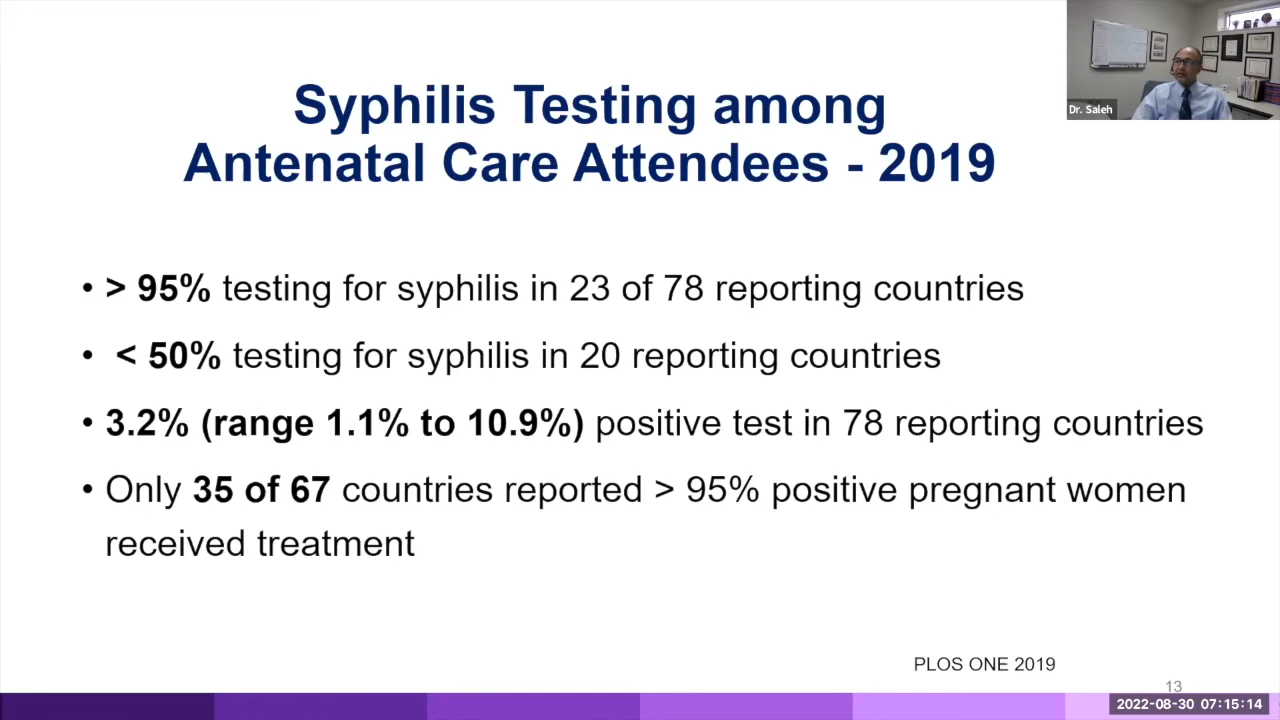 Syphilis Testing among
Antenatal Care Attendees - 2019
• > 95% testing for syphilis in 23 of 78 reporting countries
• < 50% testing for syphilis in 20 reporting countries
• 3.2% (range 1.1% to 10.9%) positive test in 78 reporting countries
• Only 35 of 67 countries reported > 95% positive pregnant women
received treatment
PLOS ONE 2019
13
2022-08-30 07:15:14
Dr. Saleh